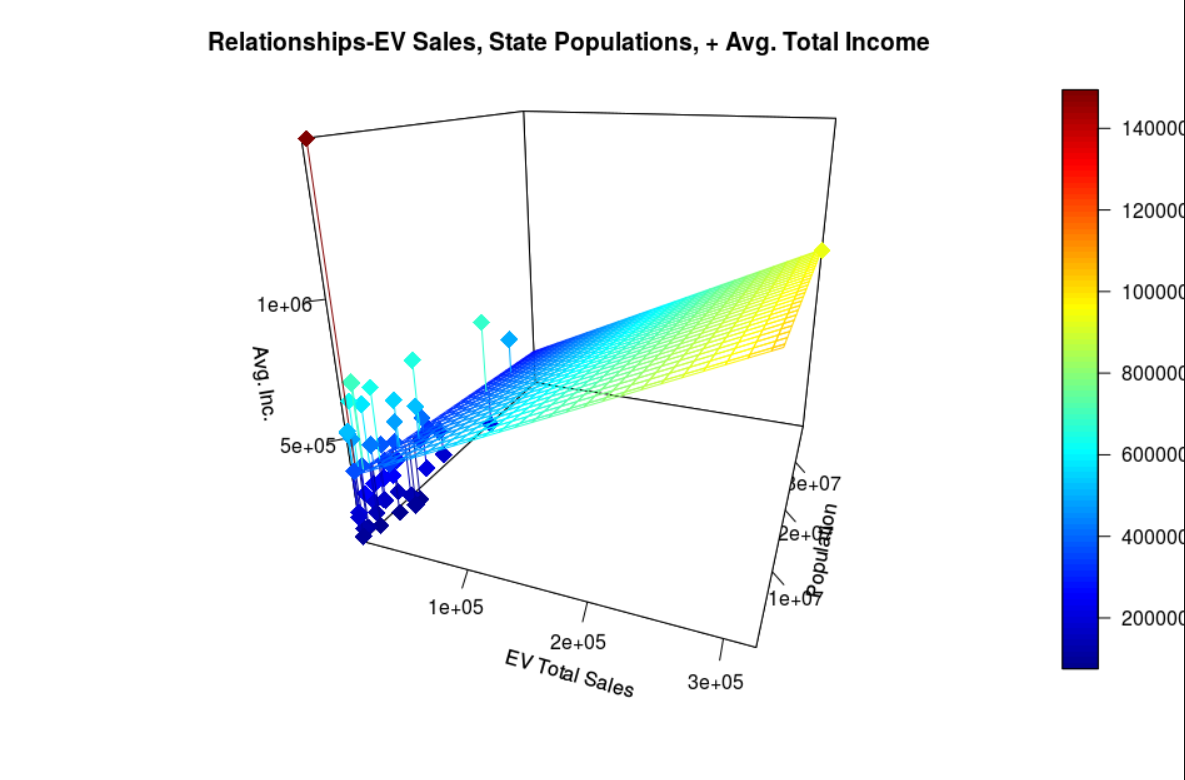 Relationships-EV Sales, State Populations, + Avg. Total Income
1e+06
5e+05
Avg. Inc.
1e+05
2e+05
3e+05
EV Total Sales
1e+07
Population
140000
120000
100000
800000
600000
400000
200000